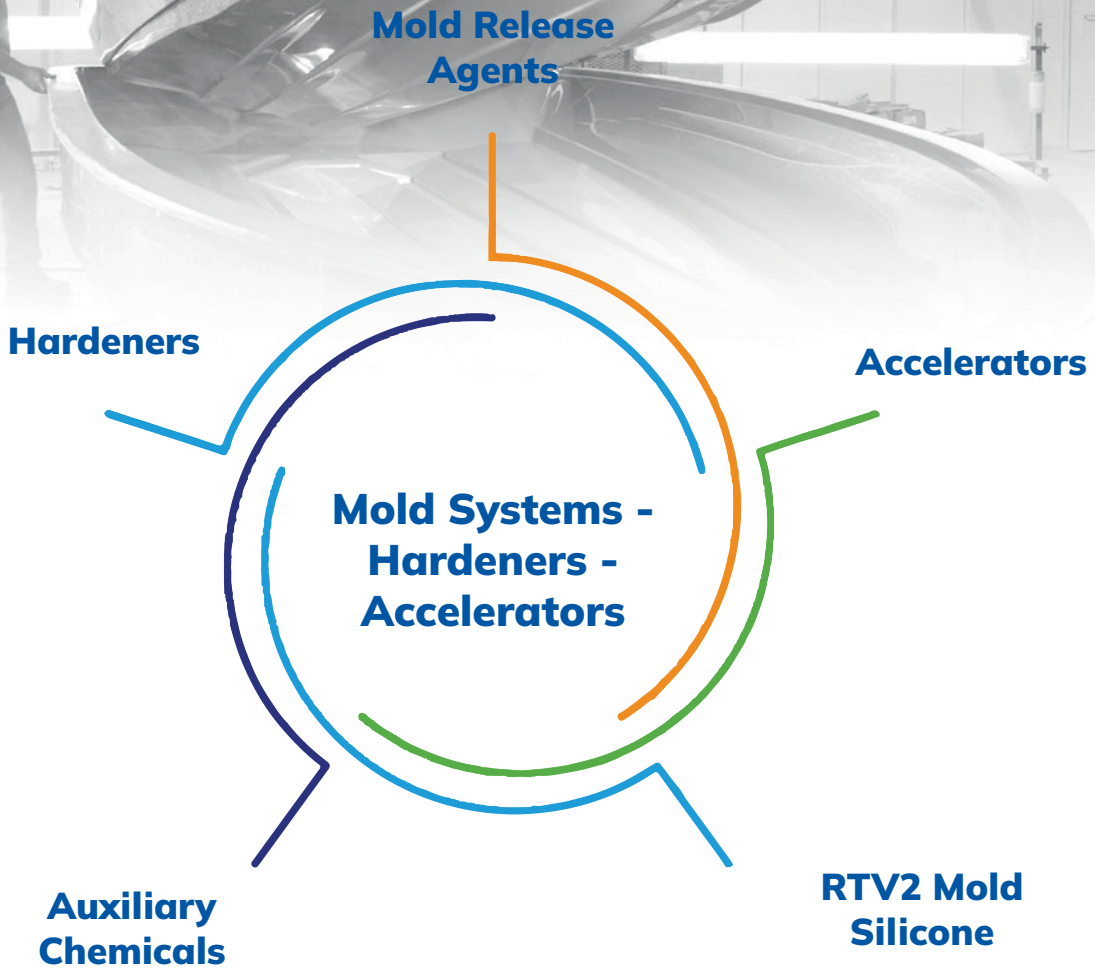 Mold Release
Agents
Hardeners
Accelerators
Mold Systems -
Hardeners -
Accelerators
Auxiliary
Chemicals
RTV2 Mold
Silicone